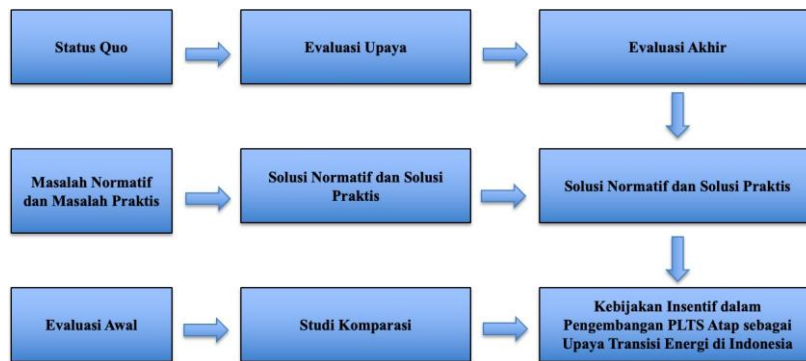 Status Quo
Evaluasi Upaya
Evaluasi Akhir
Masalah Normatif
dan Masalah Praktis
Solusi Normatif dan Solusi
Praktis
Solusi Normatif dan Solusi Praktis
Evaluasi Awal
Studi Komparasi
Kebijakan Insentif dalam
Pengembangan PLTS Atap sebagai
Upaya Transisi Energi di Indonesia